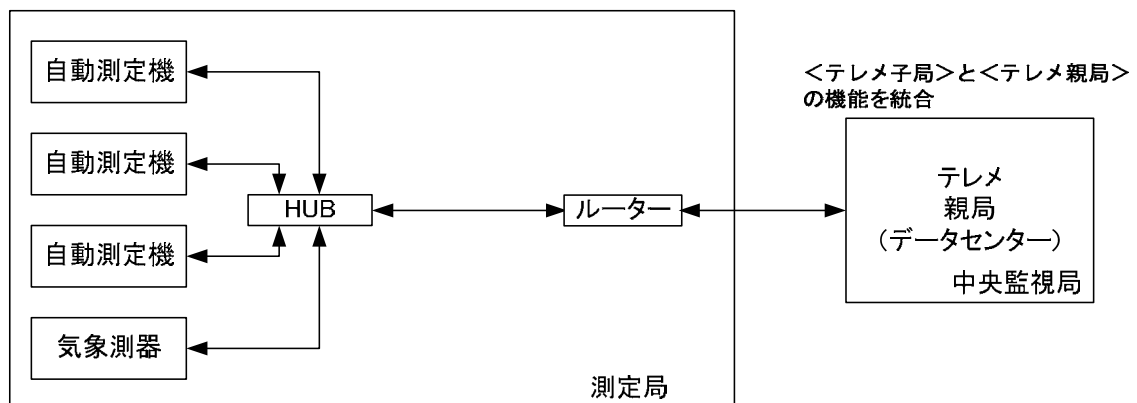 自動測定機
自動測定機
自動測定機
気象測器
HUB
ルーター
測定局
＜テレメ子局＞と＜テレメ親局＞
の機能を統合
テレメ
親局
（データセンター）
中央監視局